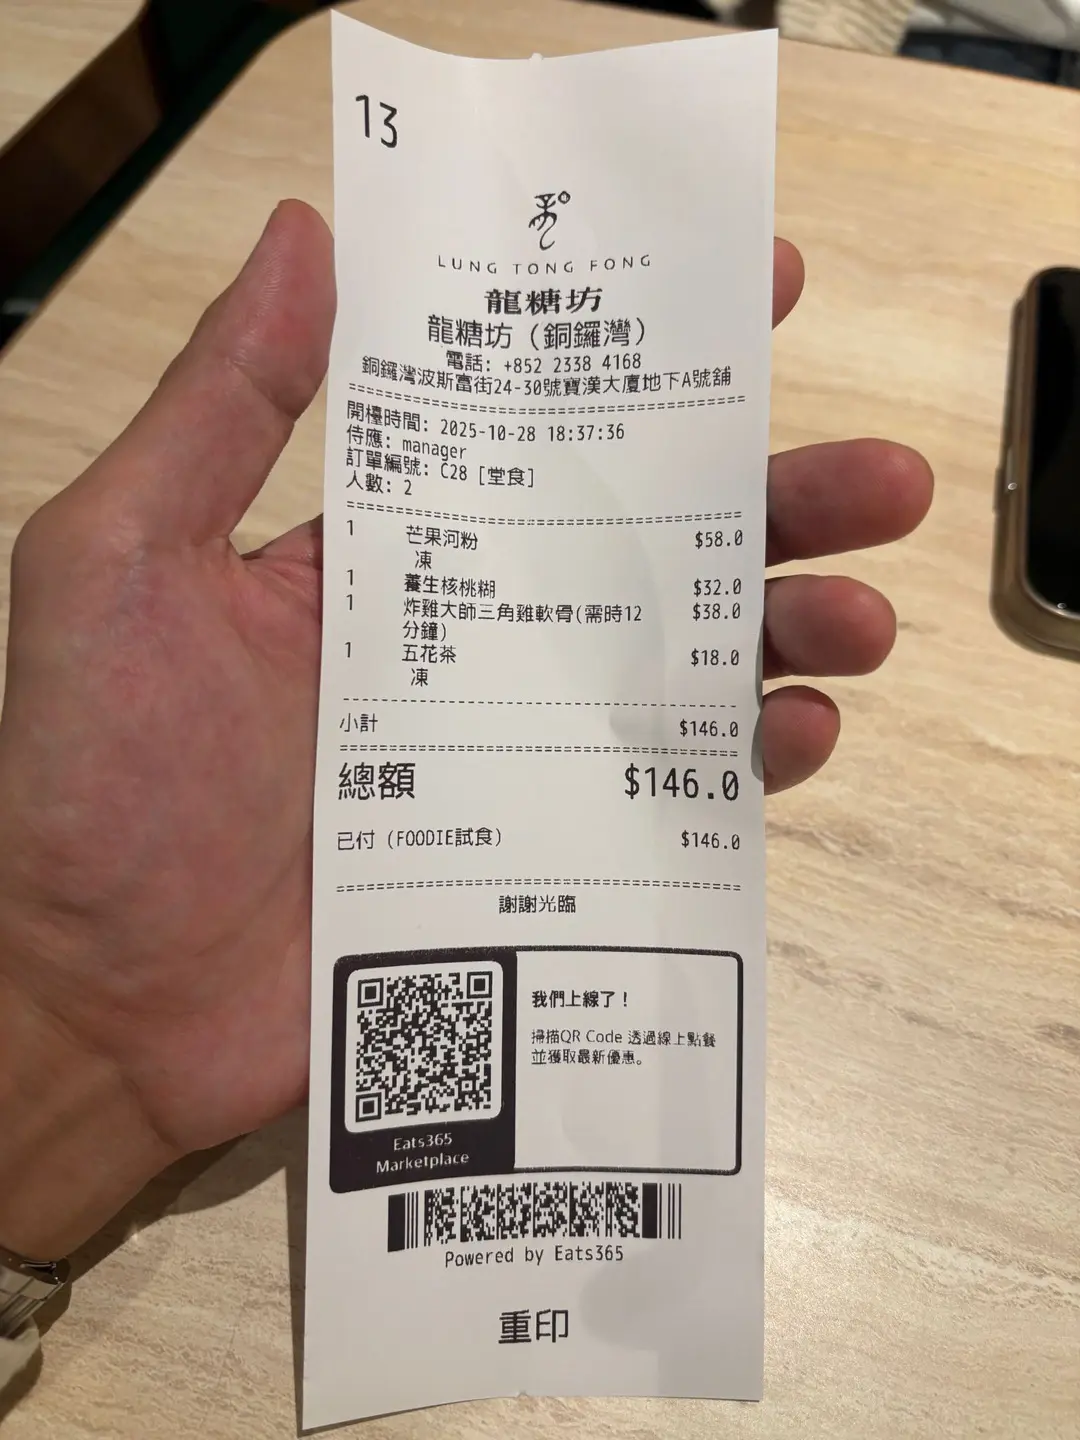 13
LUNG TONG FONG
龍糖坊
龍糖坊 (銅鑼灣)
電話: +852 2338 4168
銅鑼灣波斯富街24-30號寶漢大廈地下A號舖
開檯時間: 2025-10-28 18:37:36
侍應: manager
訂單編號: C28 [堂食]
人數: 2
1 芒果河粉 $58.0
凍
1 養生核桃糊 $32.0
1 炸雞大師三角雞軟骨(需時12 $38.0
分鐘)
1 五花茶 $18.0
凍
小計 $146.0
總額 $146.0
已付 (FOODIE試食) $146.0
謝謝光臨
我們上線了！
掃描QR Code 透過線上點餐
並獲取最新優惠。
Eats365
Marketplace
Powered by Eats365
重印